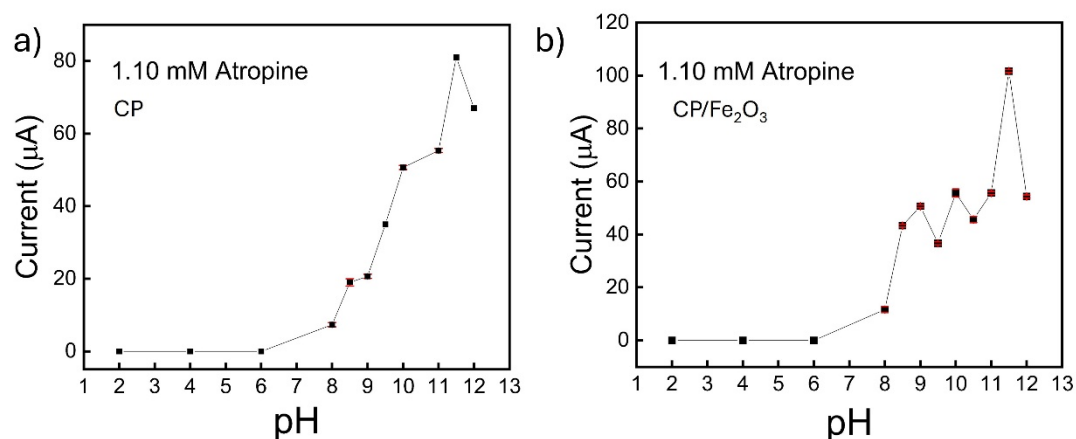 a)
1.10 mM Atropine
CP
Current (μA)
80
60
40
20
0
1 2 3 4 5 6 7 8 9 10 11 12 13
pH
b)
1.10 mM Atropine
CP/Fe₂O₃
Current (μA)
120
100
80
60
40
20
0
1 2 3 4 5 6 7 8 9 10 11 12 13
pH